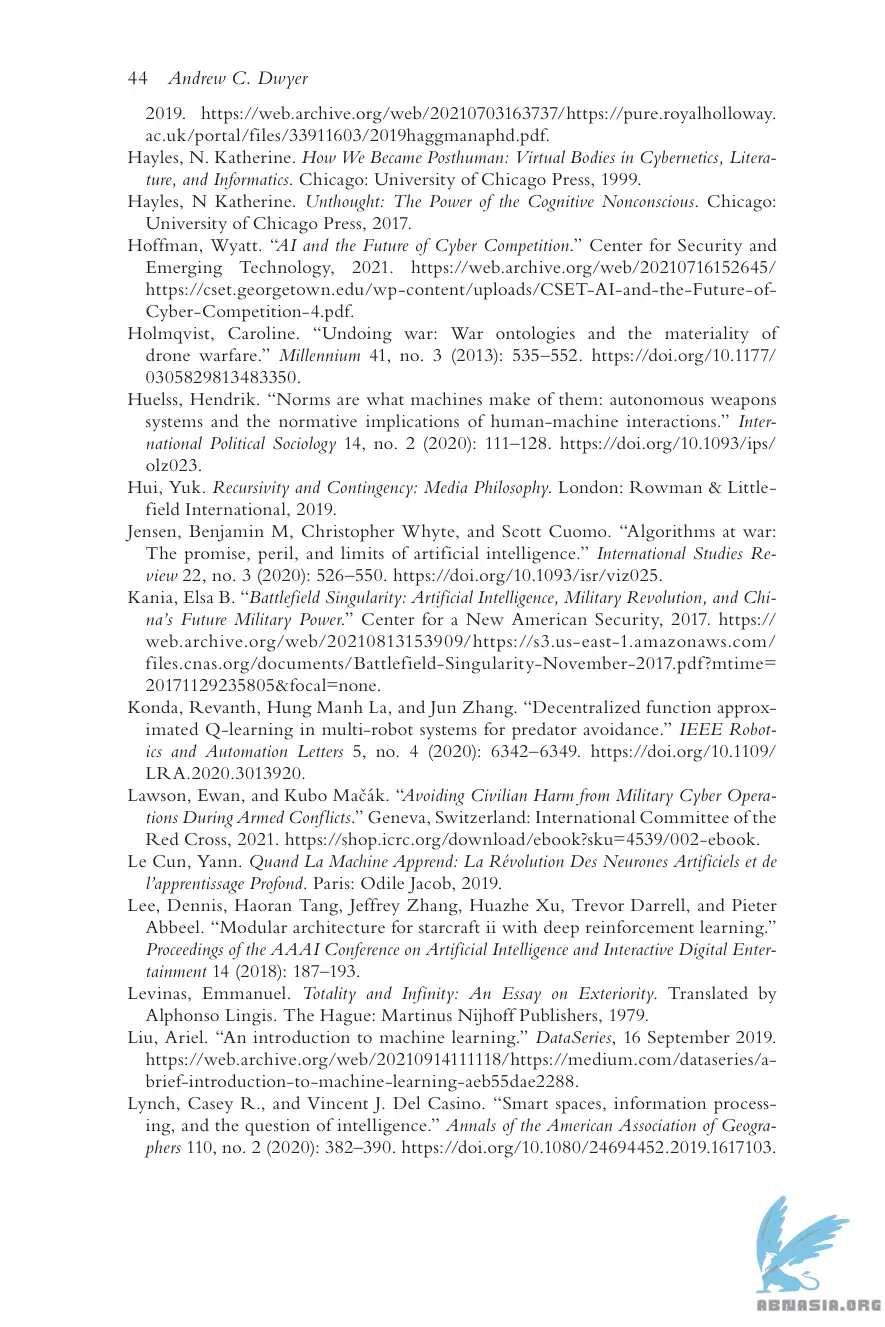 44 Andrew C. Dwyer
2019. https://web.archive.org/web/20210703163737/https://pure.royalholloway.
ac.uk/portal/files/33911603/2019haggmanaphd.pdf.
Hayles, N. Katherine. How We Became Posthuman: Virtual Bodies in Cybernetics, Litera-
ture, and Informatics. Chicago: University of Chicago Press, 1999.
Hayles, N Katherine. Unthought: The Power of the Cognitive Nonconscious. Chicago:
University of Chicago Press, 2017.
Hoffman, Wyatt. “AI and the Future of Cyber Competition.” Center for Security and
Emerging Technology, 2021. https://web.archive.org/web/20210716152645/
https://cset.georgetown.edu/wp-content/uploads/CSET-AI-and-the-Future-of-
Cyber-Competition-4.pdf.
Holmqvist, Caroline. “Undoing war: War ontologies and the materiality of
drone warfare.” Millennium 41, no. 3 (2013): 535–552. https://doi.org/10.1177/
0305829813483350.
Huelss, Hendrik. “Norms are what machines make of them: autonomous weapons
systems and the normative implications of human-machine interactions.” Inter-
national Political Sociology 14, no. 2 (2020): 111–128. https://doi.org/10.1093/ips/
olz023.
Hui, Yuk. Recursivity and Contingency: Media Philosophy. London: Rowman & Little-
field International, 2019.
Jensen, Benjamin M, Christopher Whyte, and Scott Cuomo. “Algorithms at war:
The promise, peril, and limits of artificial intelligence.” International Studies Re-
view 22, no. 3 (2020): 526–550. https://doi.org/10.1093/isr/viz025.
Kania, Elsa B. “Battlefield Singularity: Artificial Intelligence, Military Revolution, and Chi-
na’s Future Military Power.” Center for a New American Security, 2017. https://
web.archive.org/web/20210813153909/https://s3.us-east-1.amazonaws.com/
files.cnas.org/documents/Battlefield-Singularity-November-2017.pdf?mtime=
20171129235805&focal=none.
Konda, Revanth, Hung Manh La, and Jun Zhang. “Decentralized function approx-
imated Q-learning in multi-robot systems for predator avoidance.” IEEE Robot-
ics and Automation Letters 5, no. 4 (2020): 6342–6349. https://doi.org/10.1109/
LRA.2020.3013920.
Lawson, Ewan, and Kubo Mačák. “Avoiding Civilian Harm from Military Cyber Opera-
tions During Armed Conflicts.” Geneva, Switzerland: International Committee of the
Red Cross, 2021. https://shop.icrc.org/download/ebook?sku=4539/002-ebook.
Le Cun, Yann. Quand La Machine Apprend: La Révolution Des Neurones Artificiels et de
l’apprentissage Profond. Paris: Odile Jacob, 2019.
Lee, Dennis, Haoran Tang, Jeffrey Zhang, Huazhe Xu, Trevor Darrell, and Pieter
Abbeel. “Modular architecture for starcraft ii with deep reinforcement learning.”
Proceedings of the AAAI Conference on Artificial Intelligence and Interactive Digital Enter-
tainment 14 (2018): 187–193.
Levinas, Emmanuel. Totality and Infinity: An Essay on Exteriority. Translated by
Alphonso Lingis. The Hague: Martinus Nijhoff Publishers, 1979.
Liu, Ariel. “An introduction to machine learning.” DataSeries, 16 September 2019.
https://web.archive.org/web/20210914111118/https://medium.com/dataseries/a-
brief-introduction-to-machine-learning-aeb55dae2288.
Lynch, Casey R., and Vincent J. Del Casino. “Smart spaces, information process-
ing, and the question of intelligence.” Annals of the American Association of Geogra-
phers 110, no. 2 (2020): 382–390. https://doi.org/10.1080/24694452.2019.1617103.
ABNASIA.ORG